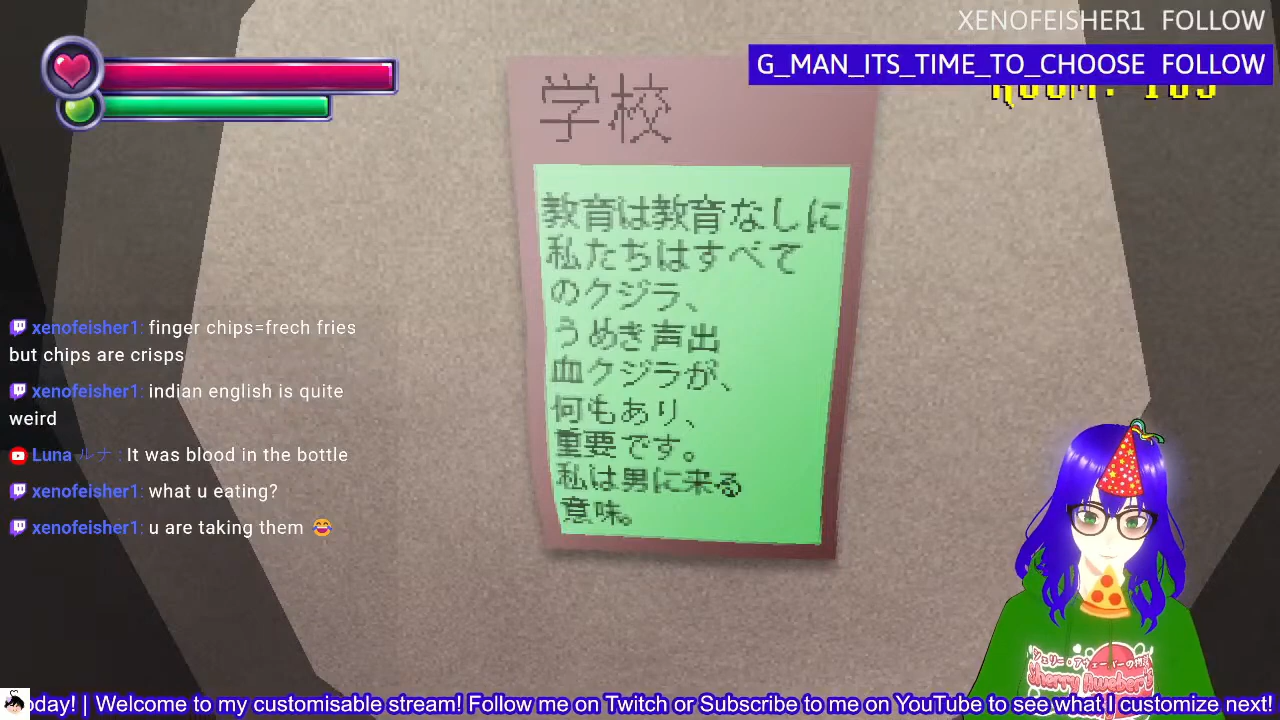 XENOFEISHER1 FOLLOW
G_MAN_ITS_TIME_TO_CHOOSE FOLLOW
学校
教育は教育なしに
私たちはすべて
のクジラ、
うめき声出
血クジラが、
何もあり、
重要です。
私は男に来る
意味。
xenofeisher1: finger chips=frech fries
but chips are crisps
xenofeisher1: indian english is quite
weird
Luna ルナ : It was blood in the bottle
xenofeisher1: what u eating?
xenofeisher1: u are taking them 😂
Sherry Aweber's
oday! | Welcome to my customisable stream! Follow me on Twitch or Subscribe to me on YouTube to see what I customize next!